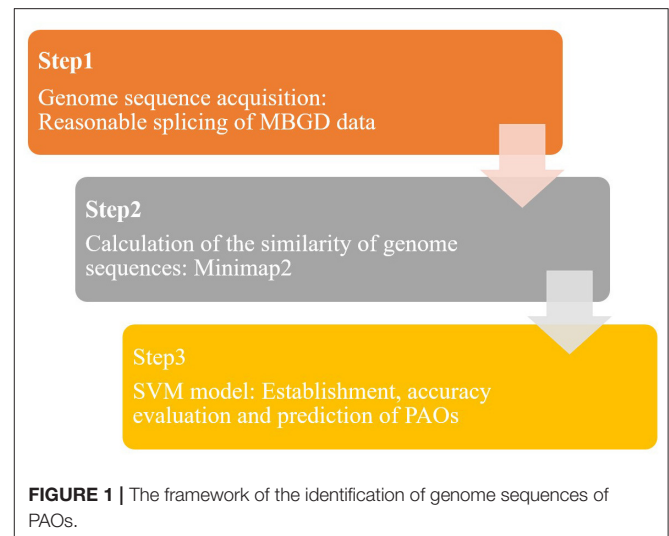 Step1
Genome sequence acquisition:
Reasonable splicing of MBGD data
Step2
Calculation of the similarity of genome
sequences: Minimap2
Step3
SVM model: Establishment, accuracy
evaluation and prediction of PAOs
FIGURE 1 | The framework of the identification of genome sequences of
PAOs.